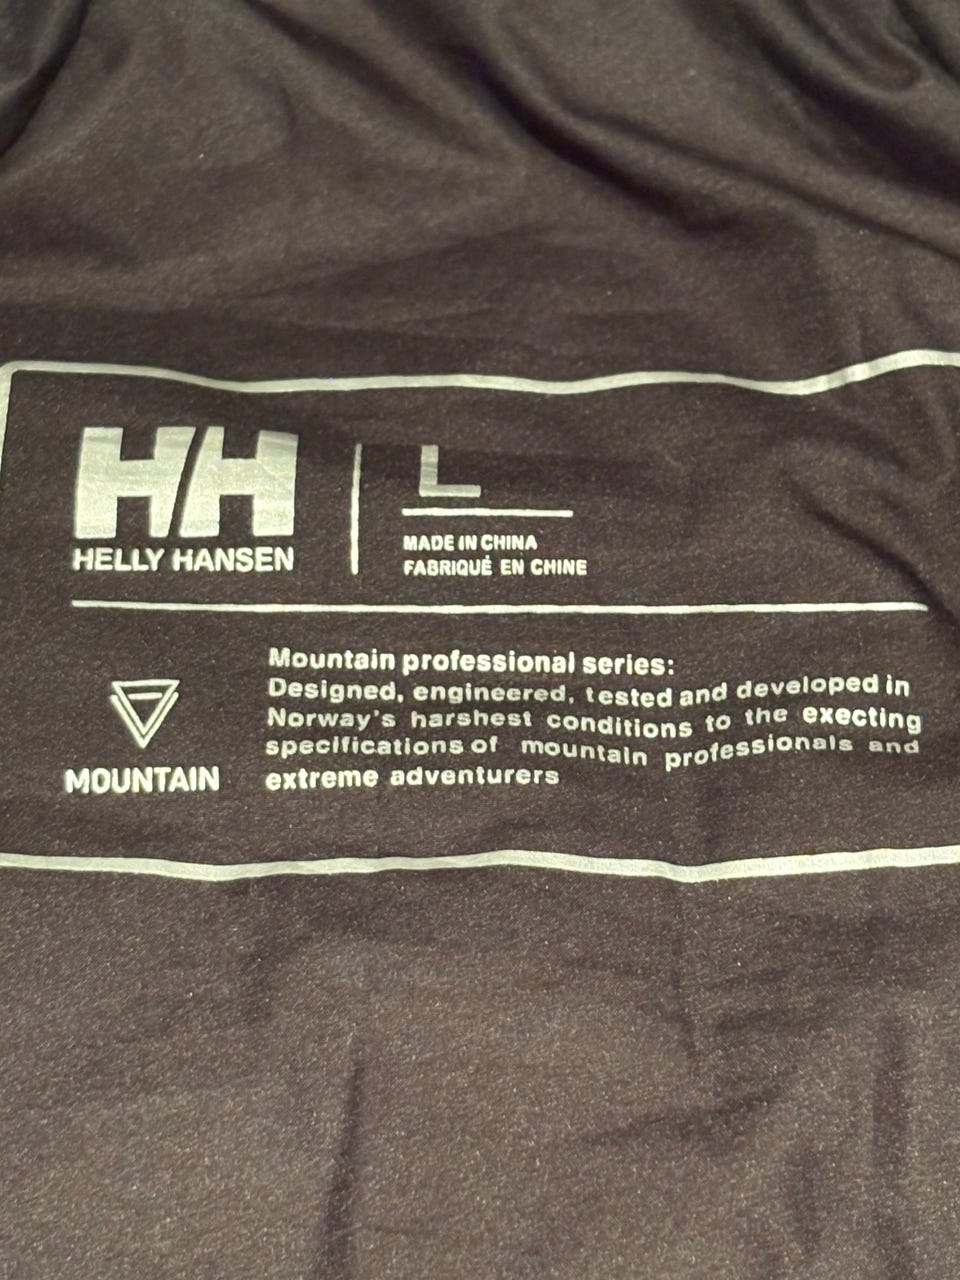 HH
HELLY HANSEN
L
MADE IN CHINA
FABRIQUÉ EN CHINE
MOUNTAIN
Mountain professional series:
Designed, engineered, tested and developed in
Norway's harshest conditions to the execting
specifications of mountain professionals and
extreme adventurers